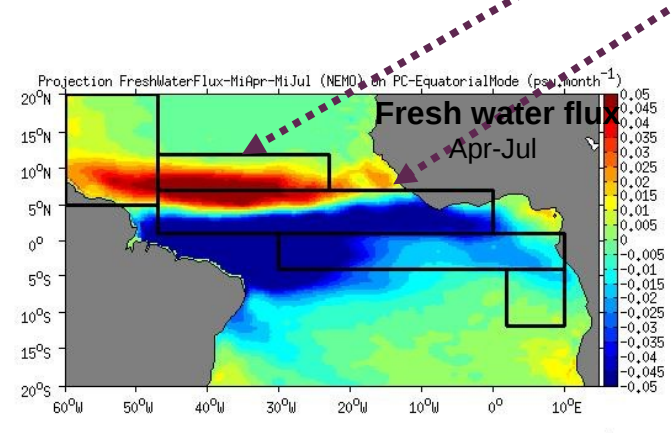 Projection FreshWaterFlux-MiApr-MiJul (NEMO) on PC-EquatorialMode (psu.month⁻¹)
Fresh water flux
Apr-Jul
20°N
15°N
10°N
5°N
0°
5°S
10°S
15°S
20°S
60°W 50°W 40°W 30°W 20°W 10°W 0° 10°E
0.05
0.045
0.04
0.035
0.03
0.025
0.02
0.015
0.01
0.005
0
-0.005
-0.01
-0.015
-0.02
-0.025
-0.03
-0.035
-0.04
-0.045
-0.05